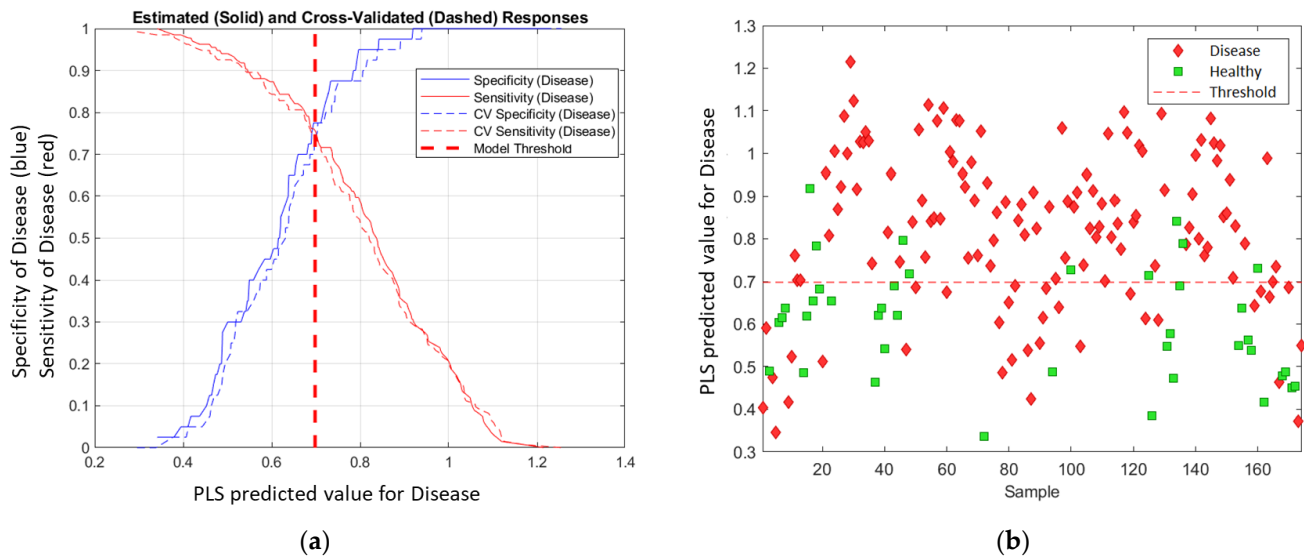 Estimated (Solid) and Cross-Validated (Dashed) Responses
Specificity of Disease (blue)
Sensitivity of Disease (red)
1
0.9
0.8
0.7
0.6
0.5
0.4
0.3
0.2
0.1
0
Specificity (Disease)
Sensitivity (Disease)
CV Specificity (Disease)
CV Sensitivity (Disease)
Model Threshold
0.2 0.4 0.6 0.8 1 1.2 1.4
PLS predicted value for Disease
(a)
PLS predicted value for Disease
1.3
1.2
1.1
1.0
0.9
0.8
0.7
0.6
0.5
0.4
0.3
Disease
Healthy
Threshold
20 40 60 80 100 120 140 160
Sample
(b)